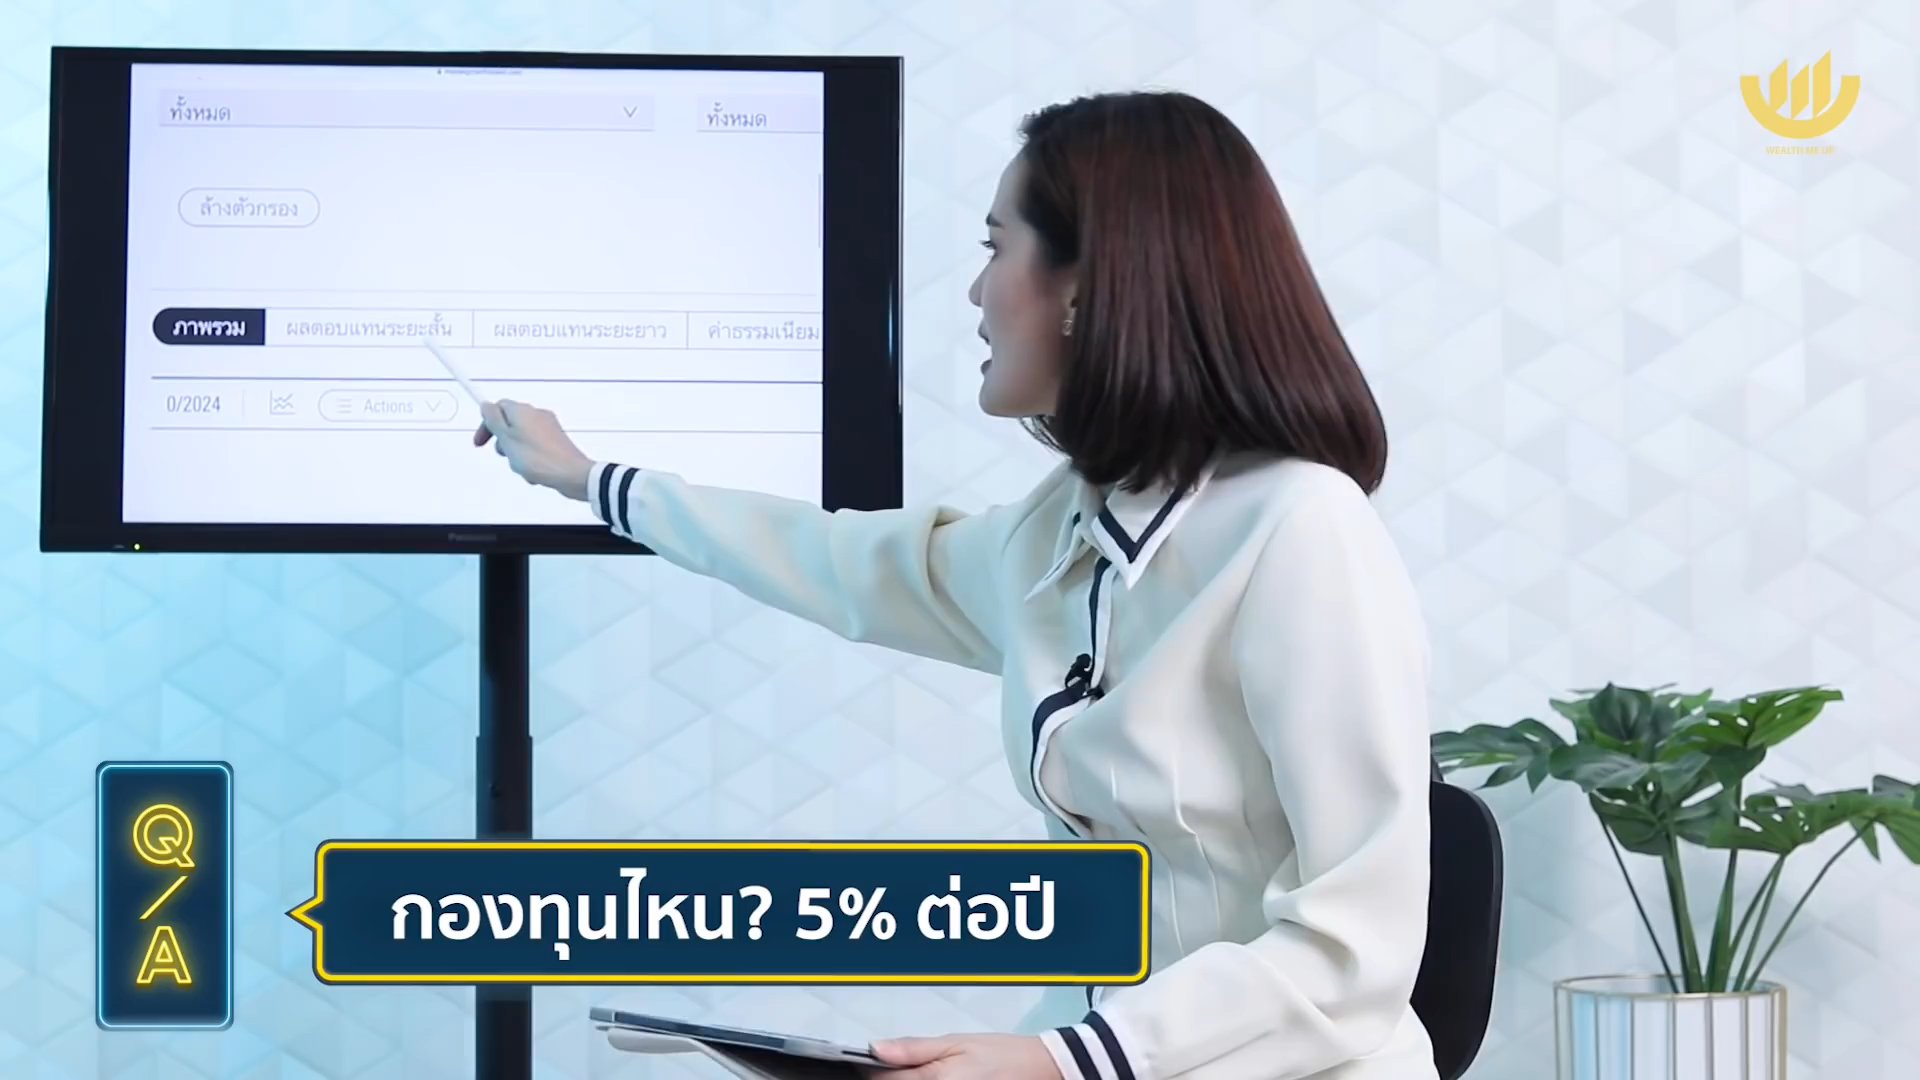 ทั้งหมด
ทั้งหมด
ล้างตัวกรอง
ภาพรวม
ผลตอบแทนระยะสั้น
ผลตอบแทนระยะยาว
ค่าธรรมเนียม
0/2024
Actions
Panasonic
WEALTH ME UP
Q/A
กองทุนไหน? 5% ต่อปี